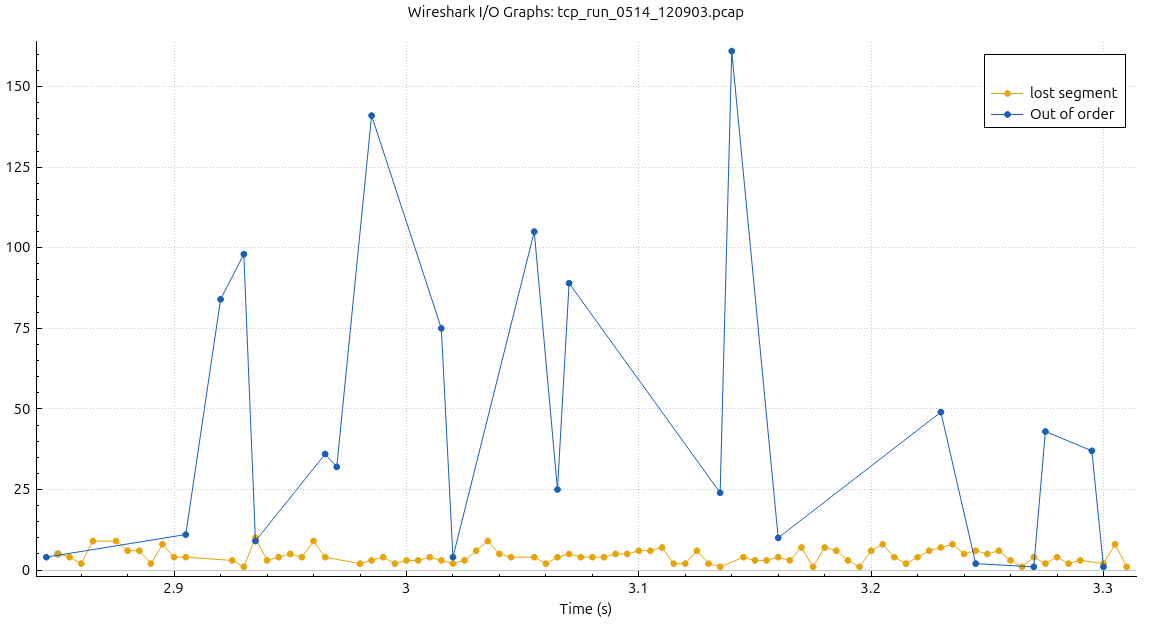 Wireshark I/O Graphs: tcp_run_0514_120903.pcap
lost segment
Out of order
150
125
100
75
50
25
0
2.9 3 3.1 3.2 3.3
Time (s)